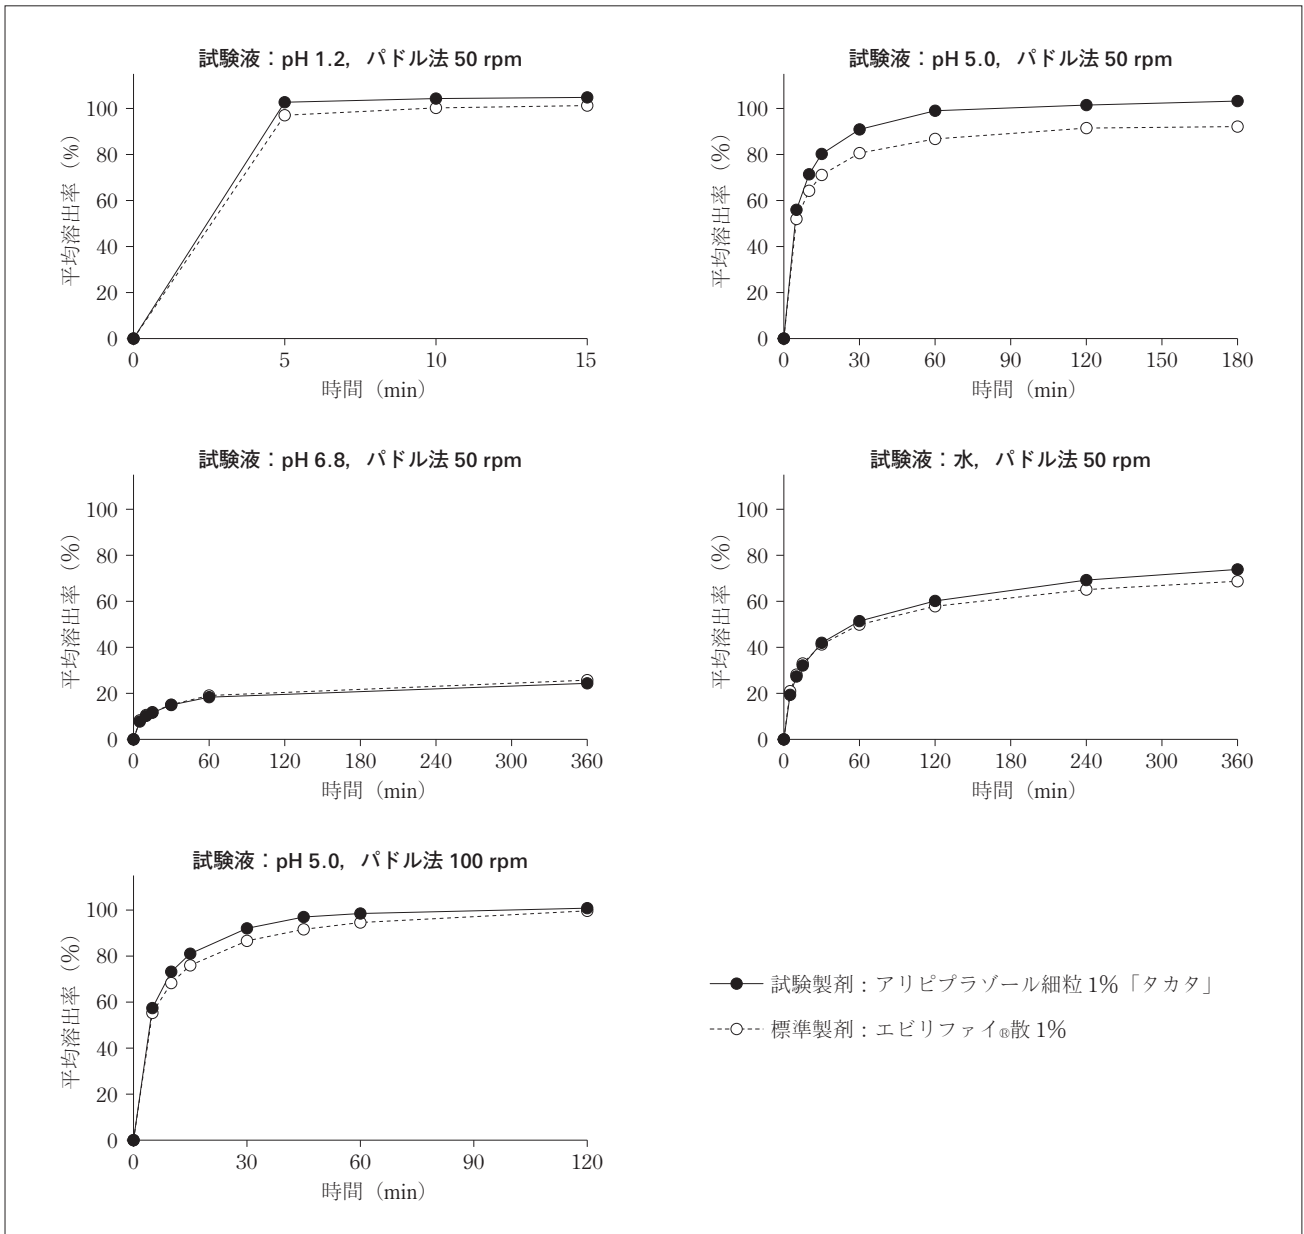 試験液：pH 1.2，パドル法 50 rpm
平均溶出率（%）
100
80
60
40
20
0
0 5 10 15
時間（min）
試験液：pH 5.0，パドル法 50 rpm
平均溶出率（%）
100
80
60
40
20
0
0 30 60 90 120 150 180
時間（min）
試験液：pH 6.8，パドル法 50 rpm
平均溶出率（%）
100
80
60
40
20
0
0 60 120 180 240 300 360
時間（min）
試験液：水，パドル法 50 rpm
平均溶出率（%）
100
80
60
40
20
0
0 60 120 180 240 300 360
時間（min）
試験液：pH 5.0，パドル法 100 rpm
平均溶出率（%）
100
80
60
40
20
0
0 30 60 90 120
時間（min）
試験製剤：アリピプラゾール細粒 1%「タカタ」
標準製剤：エビリファイ®散 1%